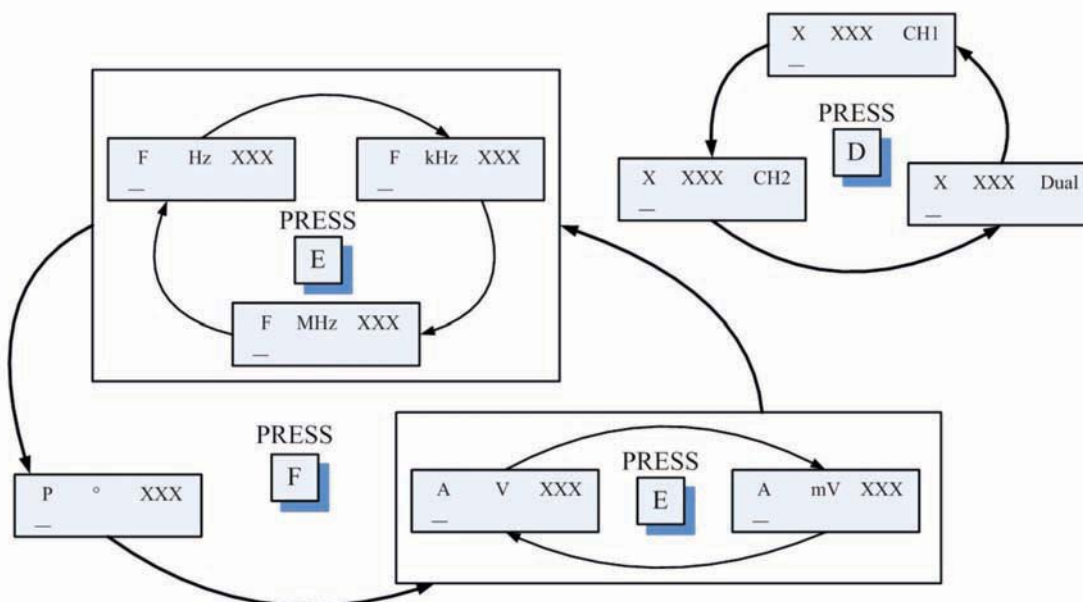 X XXX CH1
_
PRESS
D
X XXX CH2
_
X XXX Dual
_
F Hz XXX
_
F kHz XXX
_
PRESS
E
F MHz XXX
_
PRESS
F
P ° XXX
_
A V XXX
_
PRESS
E
A mV XXX
_